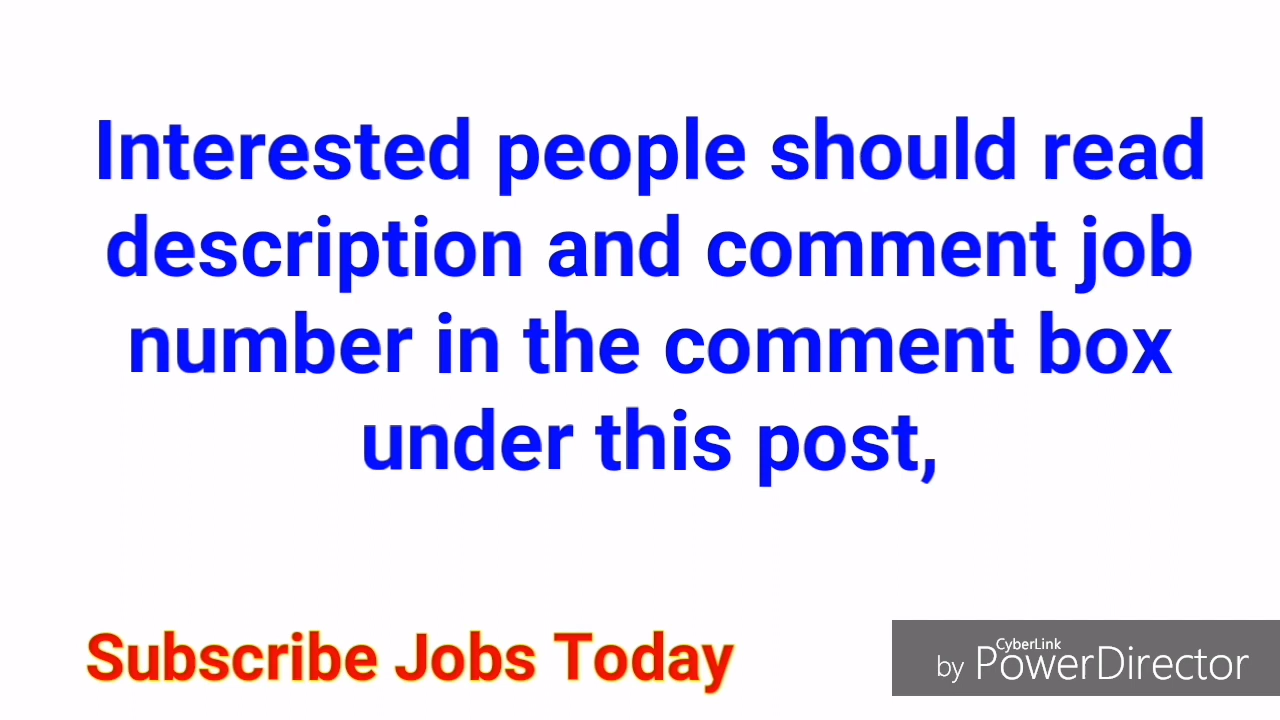 Interested people should read
description and comment job
number in the comment box
under this post,
Subscribe Jobs Today
CyberLink
by PowerDirector